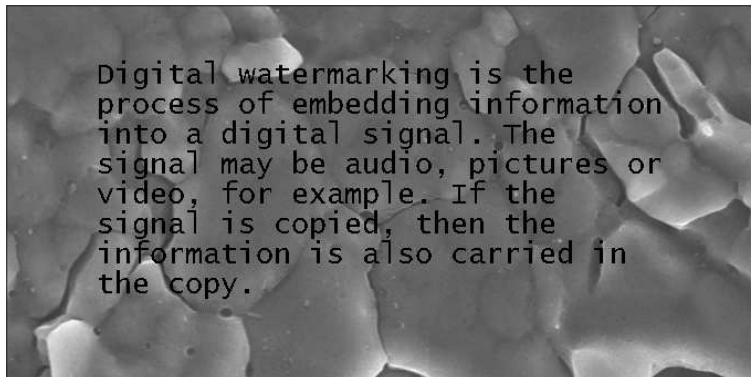 Digital watermarking is the
process of embedding information
into a digital signal. The
signal may be audio, pictures or
video, for example. If the
signal is copied, then the
information is also carried in
the copy.